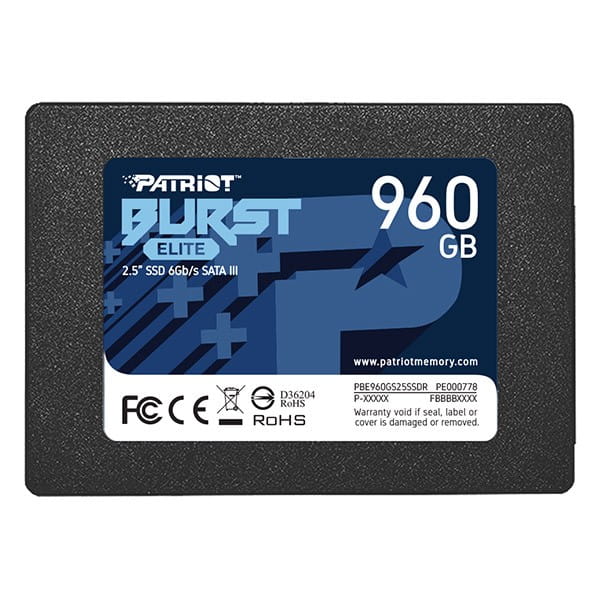 PATRIOT
BURST
ELITE
2.5" SSD 6Gb/s SATA III
960
GB
www.patriotmemory.com
FC CE
D36204
RoHS
RoHS
PBE960GS25SSDR PE000778
P-XXXXX FBBBBXXXX
Warranty void if seal, label or
cover is damaged or removed.